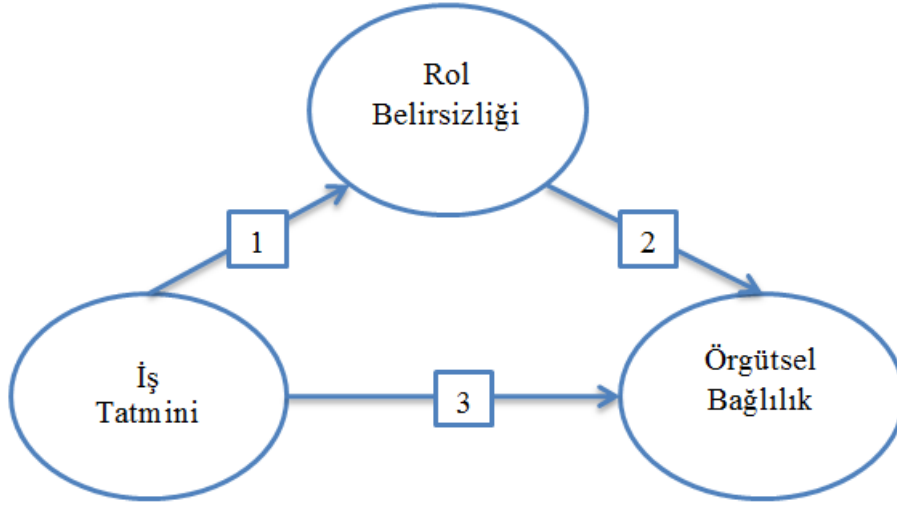 Rol
Belirsizliği
1
2
İş
Tatmini
3
Örgütsel
Bağlılık